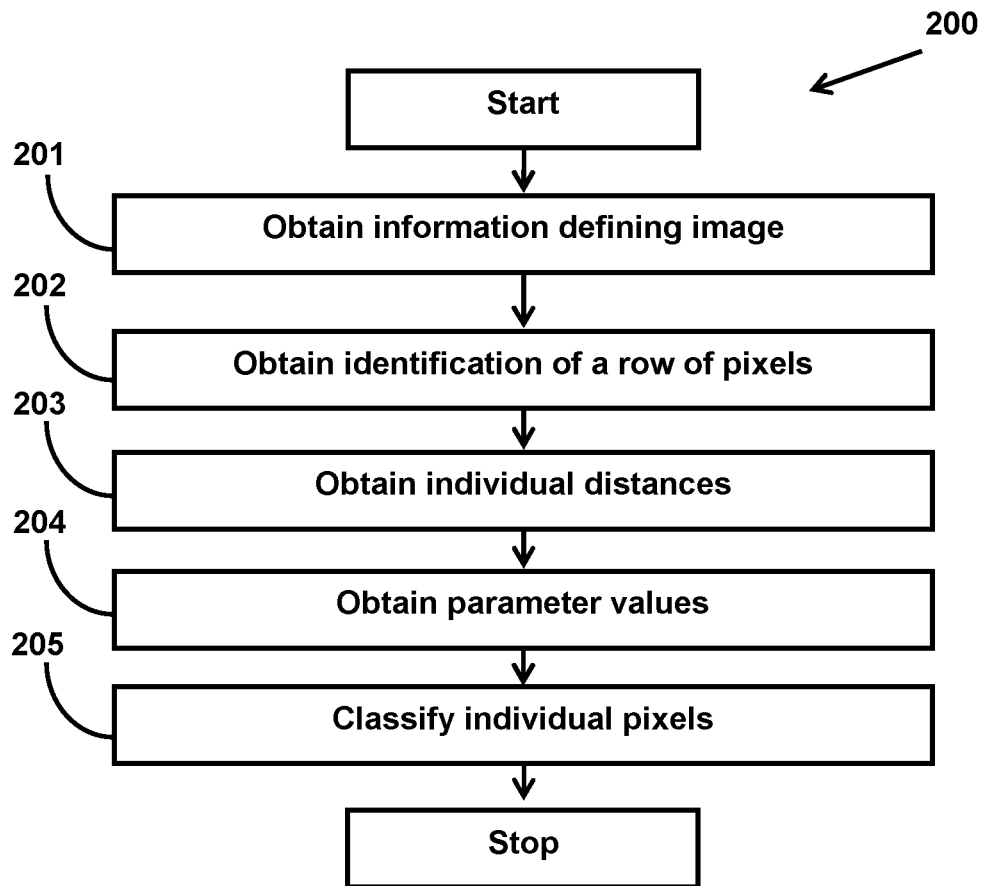 200
Start
201
Obtain information defining image
202
Obtain identification of a row of pixels
203
Obtain individual distances
204
Obtain parameter values
205
Classify individual pixels
Stop